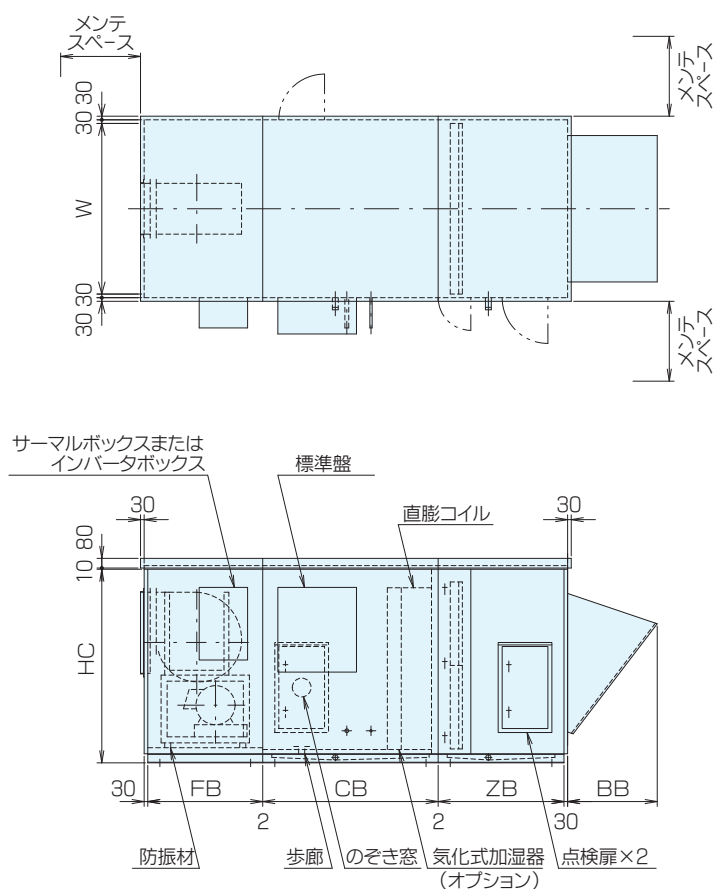 メンテ
スペース
メンテ
スペース
30 30
W
30 30
メンテ
スペース
サーマルボックスまたは
インバータボックス
標準盤
直膨コイル
30
30
10 80
HC
30
FB
2
CB
2
ZB
30
BB
防振材
歩廊
のぞき窓
気化式加湿器
（オプション）
点検扉×2